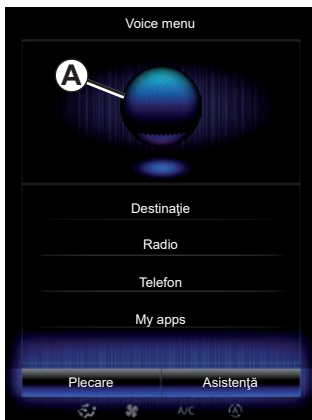 Voice menu
A
Destinaţie
Radio
Telefon
My apps
Plecare Asistenţă
A/C A